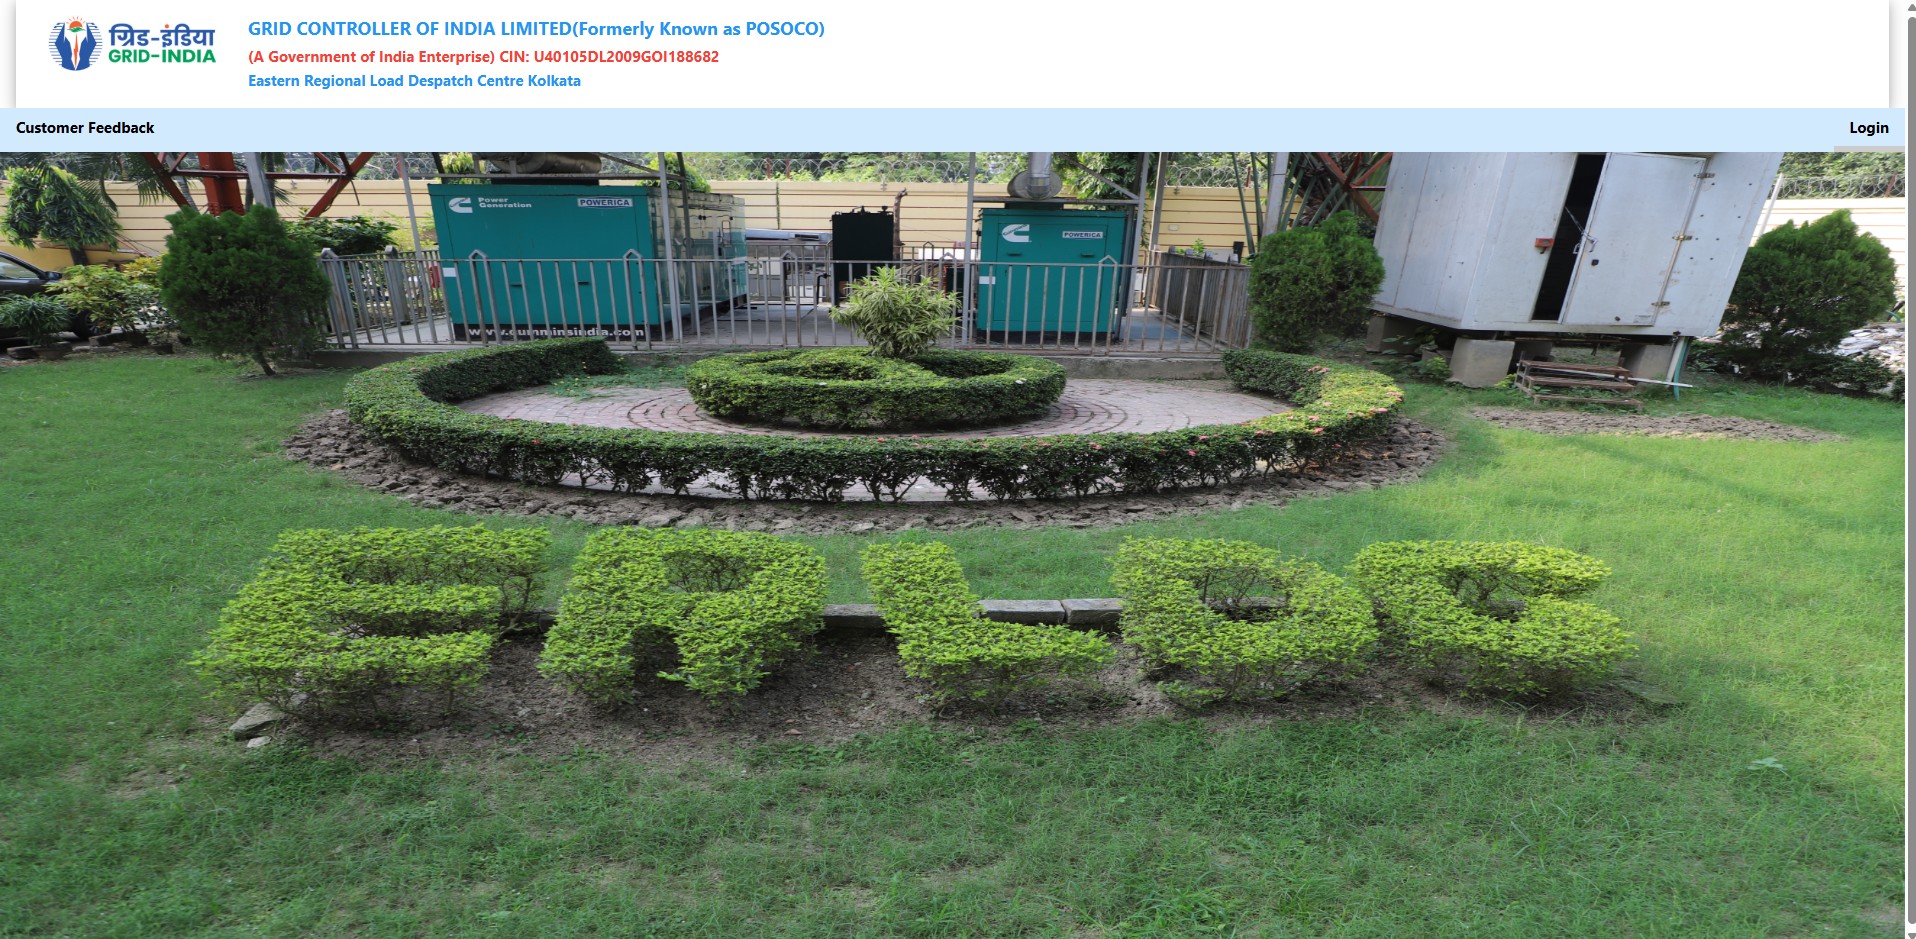 ग्रिड-इंडिया
GRID-INDIA
GRID CONTROLLER OF INDIA LIMITED(Formerly Known as POSOCO)
(A Government of India Enterprise) CIN: U40105DL2009GOI188682
Eastern Regional Load Despatch Centre Kolkata
Customer Feedback
Login
Power
Generation
POWERICA
POWERICA
www.cumminsindia.com
ERLDC